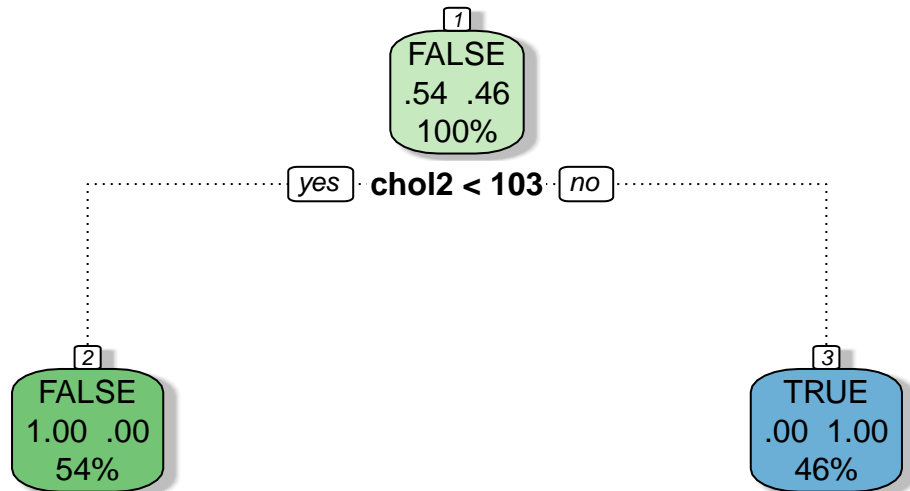 1
FALSE
.54 .46
100%
yes chol2 < 103 no
2
FALSE
1.00 .00
54%
3
TRUE
.00 1.00
46%